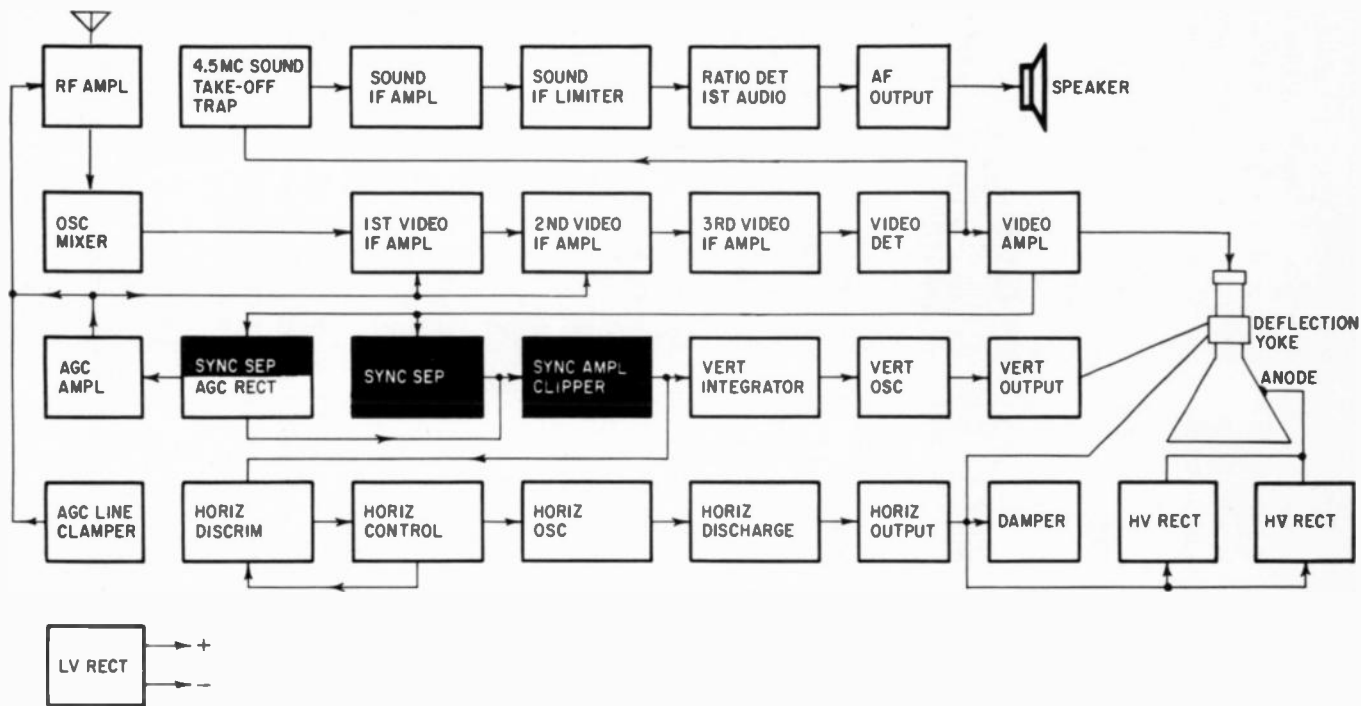 RF AMPL
4.5MC SOUND
TAKE-OFF
TRAP
SOUND
IF AMPL
SOUND
IF LIMITER
RATIO DET
IST AUDIO
AF
OUTPUT
SPEAKER
OSC
MIXER
1ST VIDEO
IF AMPL
2ND VIDEO
IF AMPL
3RD VIDEO
IF AMPL
VIDEO
DET
VIDEO
AMPL
DEFLECTION
YOKE
ANODE
AGC
AMPL
SYNC SEP
AGC RECT
SYNC SEP
SYNC AMPL
CLIPPER
VERT
INTEGRATOR
VERT
OSC
VERT
OUTPUT
AGC LINE
CLAMPER
HORIZ
DISCRIM
HORIZ
CONTROL
HORIZ
OSC
HORIZ
DISCHARGE
HORIZ
OUTPUT
DAMPER
HV RECT
HV RECT
LV RECT
+
−